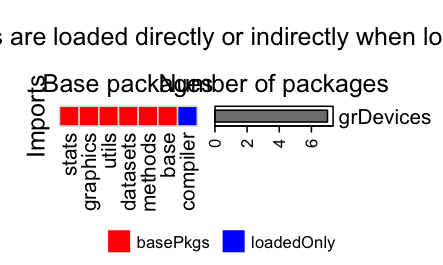 s are loaded directly or indirectly when lo
Base packages
Number of packages
Imports
grDevices
stats
graphics
utils
datasets
methods
base
compiler
0
2
4
6
basePkgs
loadedOnly